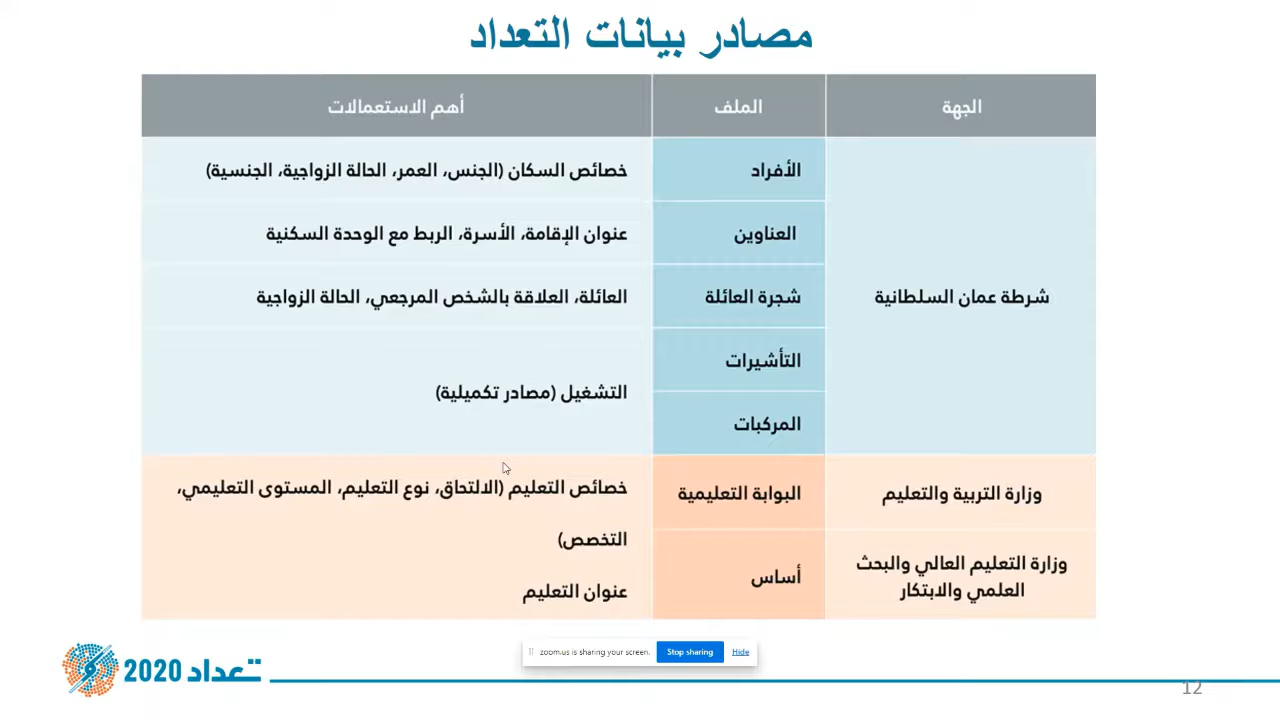 مصادر بيانات التعداد
الجهة
الملف
أهم الاستعمالات
شرطة عمان السلطانية
الأفراد
خصائص السكان (الجنس، العمر، الحالة الزواجية، الجنسية)
العناوين
عنوان الإقامة، الأسرة، الربط مع الوحدة السكنية
شجرة العائلة
العائلة، العلاقة بالشخص المرجعي، الحالة الزواجية
التأشيرات
المركبات
التشغيل (مصادر تكميلية)
وزارة التربية والتعليم
البوابة التعليمية
خصائص التعليم (الالتحاق، نوع التعليم، المستوى التعليمي،
التخصص)
عنوان التعليم
وزارة التعليم العالي والبحث
العلمي والابتكار
أساس
zoom.us is sharing your screen.
Stop sharing
Hide
تعداد 2020
12